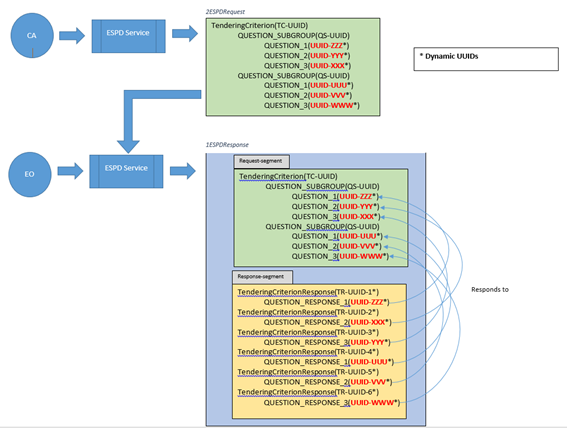 2ESPDRequest
CA
ESPD Service
TenderingCriterion(TC-UUID)
QUESTION_SUBGROUP(QS-UUID)
QUESTION_1(UUID-ZZZ*)
QUESTION_2(UUID-YYY*)
QUESTION_3(UUID-XXX*)
QUESTION_SUBGROUP(QS-UUID)
QUESTION_1(UUID-UUU*)
QUESTION_2(UUID-VVV*)
QUESTION_3(UUID-WWW*)
* Dynamic UUIDs
1ESPDResponse
EO
ESPD Service
Request-segment
TenderingCriterion(TC-UUID)
QUESTION_SUBGROUP(QS-UUID)
QUESTION_1(UUID-ZZZ*)
QUESTION_2(UUID-YYY*)
QUESTION_3(UUID-XXX*)
QUESTION_SUBGROUP(QS-UUID)
QUESTION_1(UUID-UUU*)
QUESTION_2(UUID-VVV*)
QUESTION_3(UUID-WWW*)
Responds to
Response-segment
TenderingCriterionResponse(TR-UUID-1*)
QUESTION_RESPONSE_1(UUID-ZZZ*)
TenderingCriterionResponse(TR-UUID-2*)
QUESTION_RESPONSE_2(UUID-XXX*)
TenderingCriterionResponse(TR-UUID-3*)
QUESTION_RESPONSE_3(UUID-YYY*)
TenderingCriterionResponse(TR-UUID-4*)
QUESTION_RESPONSE_1(UUID-UUU*)
TenderingCriterionResponse(TR-UUID-5*)
QUESTION_RESPONSE_2(UUID-VVV*)
TenderingCriterionResponse(TR-UUID-6*)
QUESTION_RESPONSE_3(UUID-WWW*)